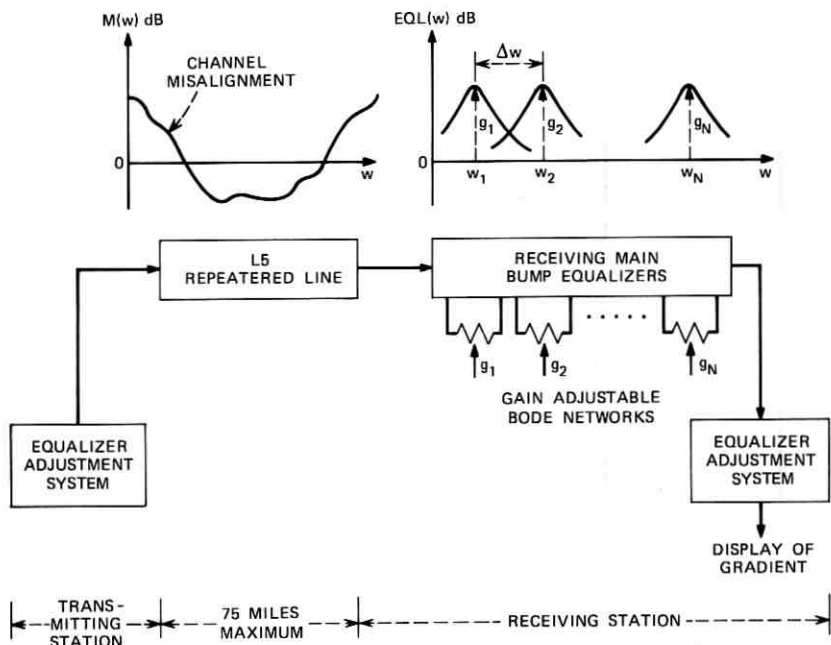 M(w) dB
CHANNEL
MISALIGNMENT
0
w
EQL(w) dB
Δw
g1
g2
gN
0
w1
w2
wN
w
L5
REPEATERED LINE
RECEIVING MAIN
BUMP EQUALIZERS
g1
g2
gN
GAIN ADJUSTABLE
BODE NETWORKS
EQUALIZER
ADJUSTMENT
SYSTEM
EQUALIZER
ADJUSTMENT
SYSTEM
DISPLAY OF
GRADIENT
TRANS-
MITTING
STATION
75 MILES
MAXIMUM
RECEIVING STATION